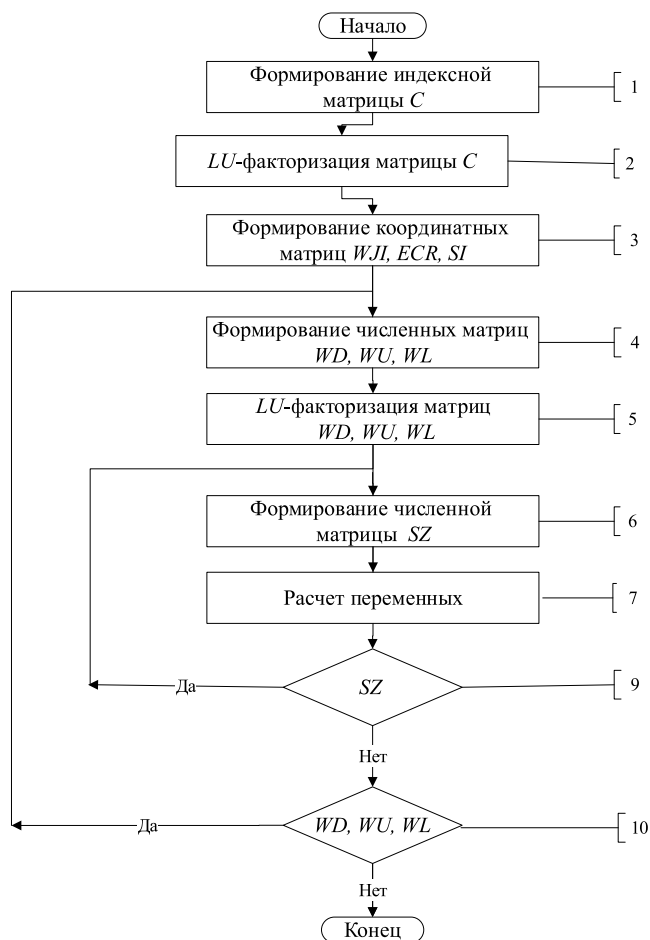 Начало
Формирование индексной
матрицы C
1
LU-факторизация матрицы C
2
Формирование координатных
матриц WJI, ECR, SI
3
Формирование численных матриц
WD, WU, WL
4
LU-факторизация матриц
WD, WU, WL
5
Формирование численной
матрицы SZ
6
Расчет переменных
7
SZ
Да
9
Нет
WD, WU, WL
Да
10
Нет
Конец